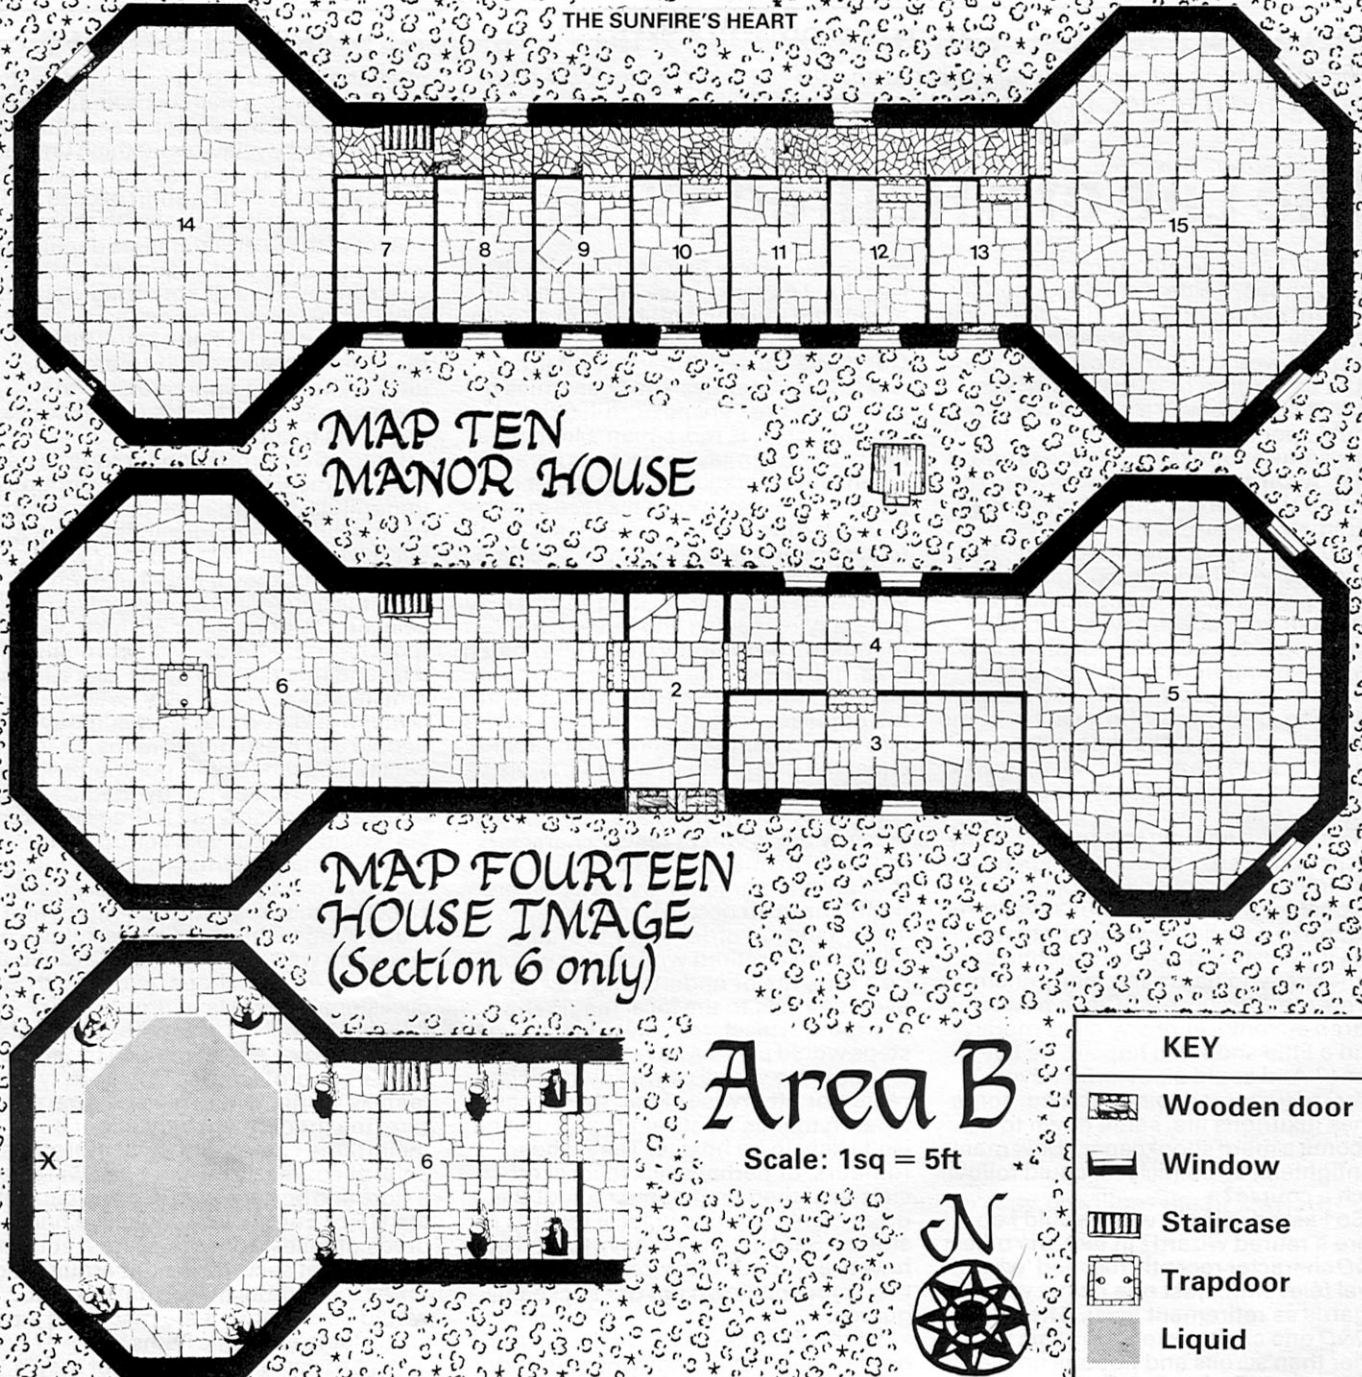 THE SUNFIRE'S HEART
14
7
8
9
10
11
12
13
15
MAP TEN
MANOR HOUSE
1
6
2
4
3
5
MAP FOURTEEN
HOUSE IMAGE
(Section 6 only)
X
6
Area B
Scale: 1sq = 5ft
N
KEY
Wooden door
Window
Staircase
Trapdoor
Liquid